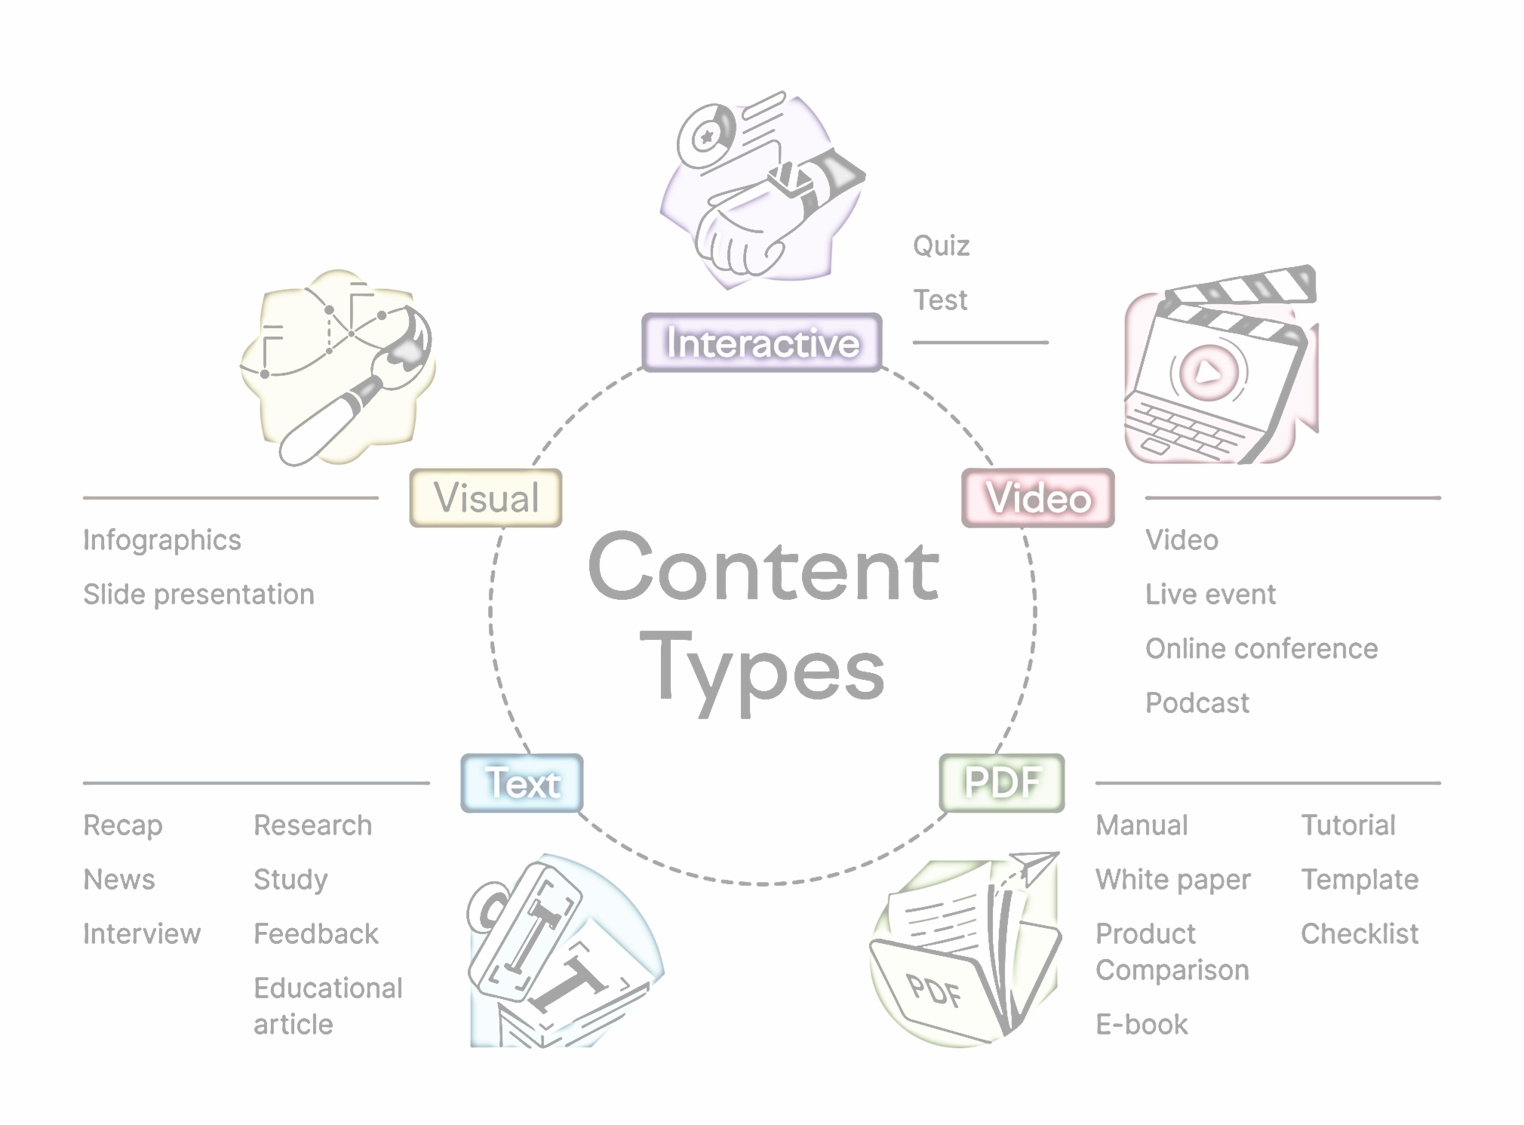 Content
Types
Interactive
Quiz
Test
Visual
Infographics
Slide presentation
Video
Video
Live event
Online conference
Podcast
Text
Recap
News
Interview
Research
Study
Feedback
Educational
article
PDF
PDF
Manual
White paper
Product
Comparison
E-book
Tutorial
Template
Checklist